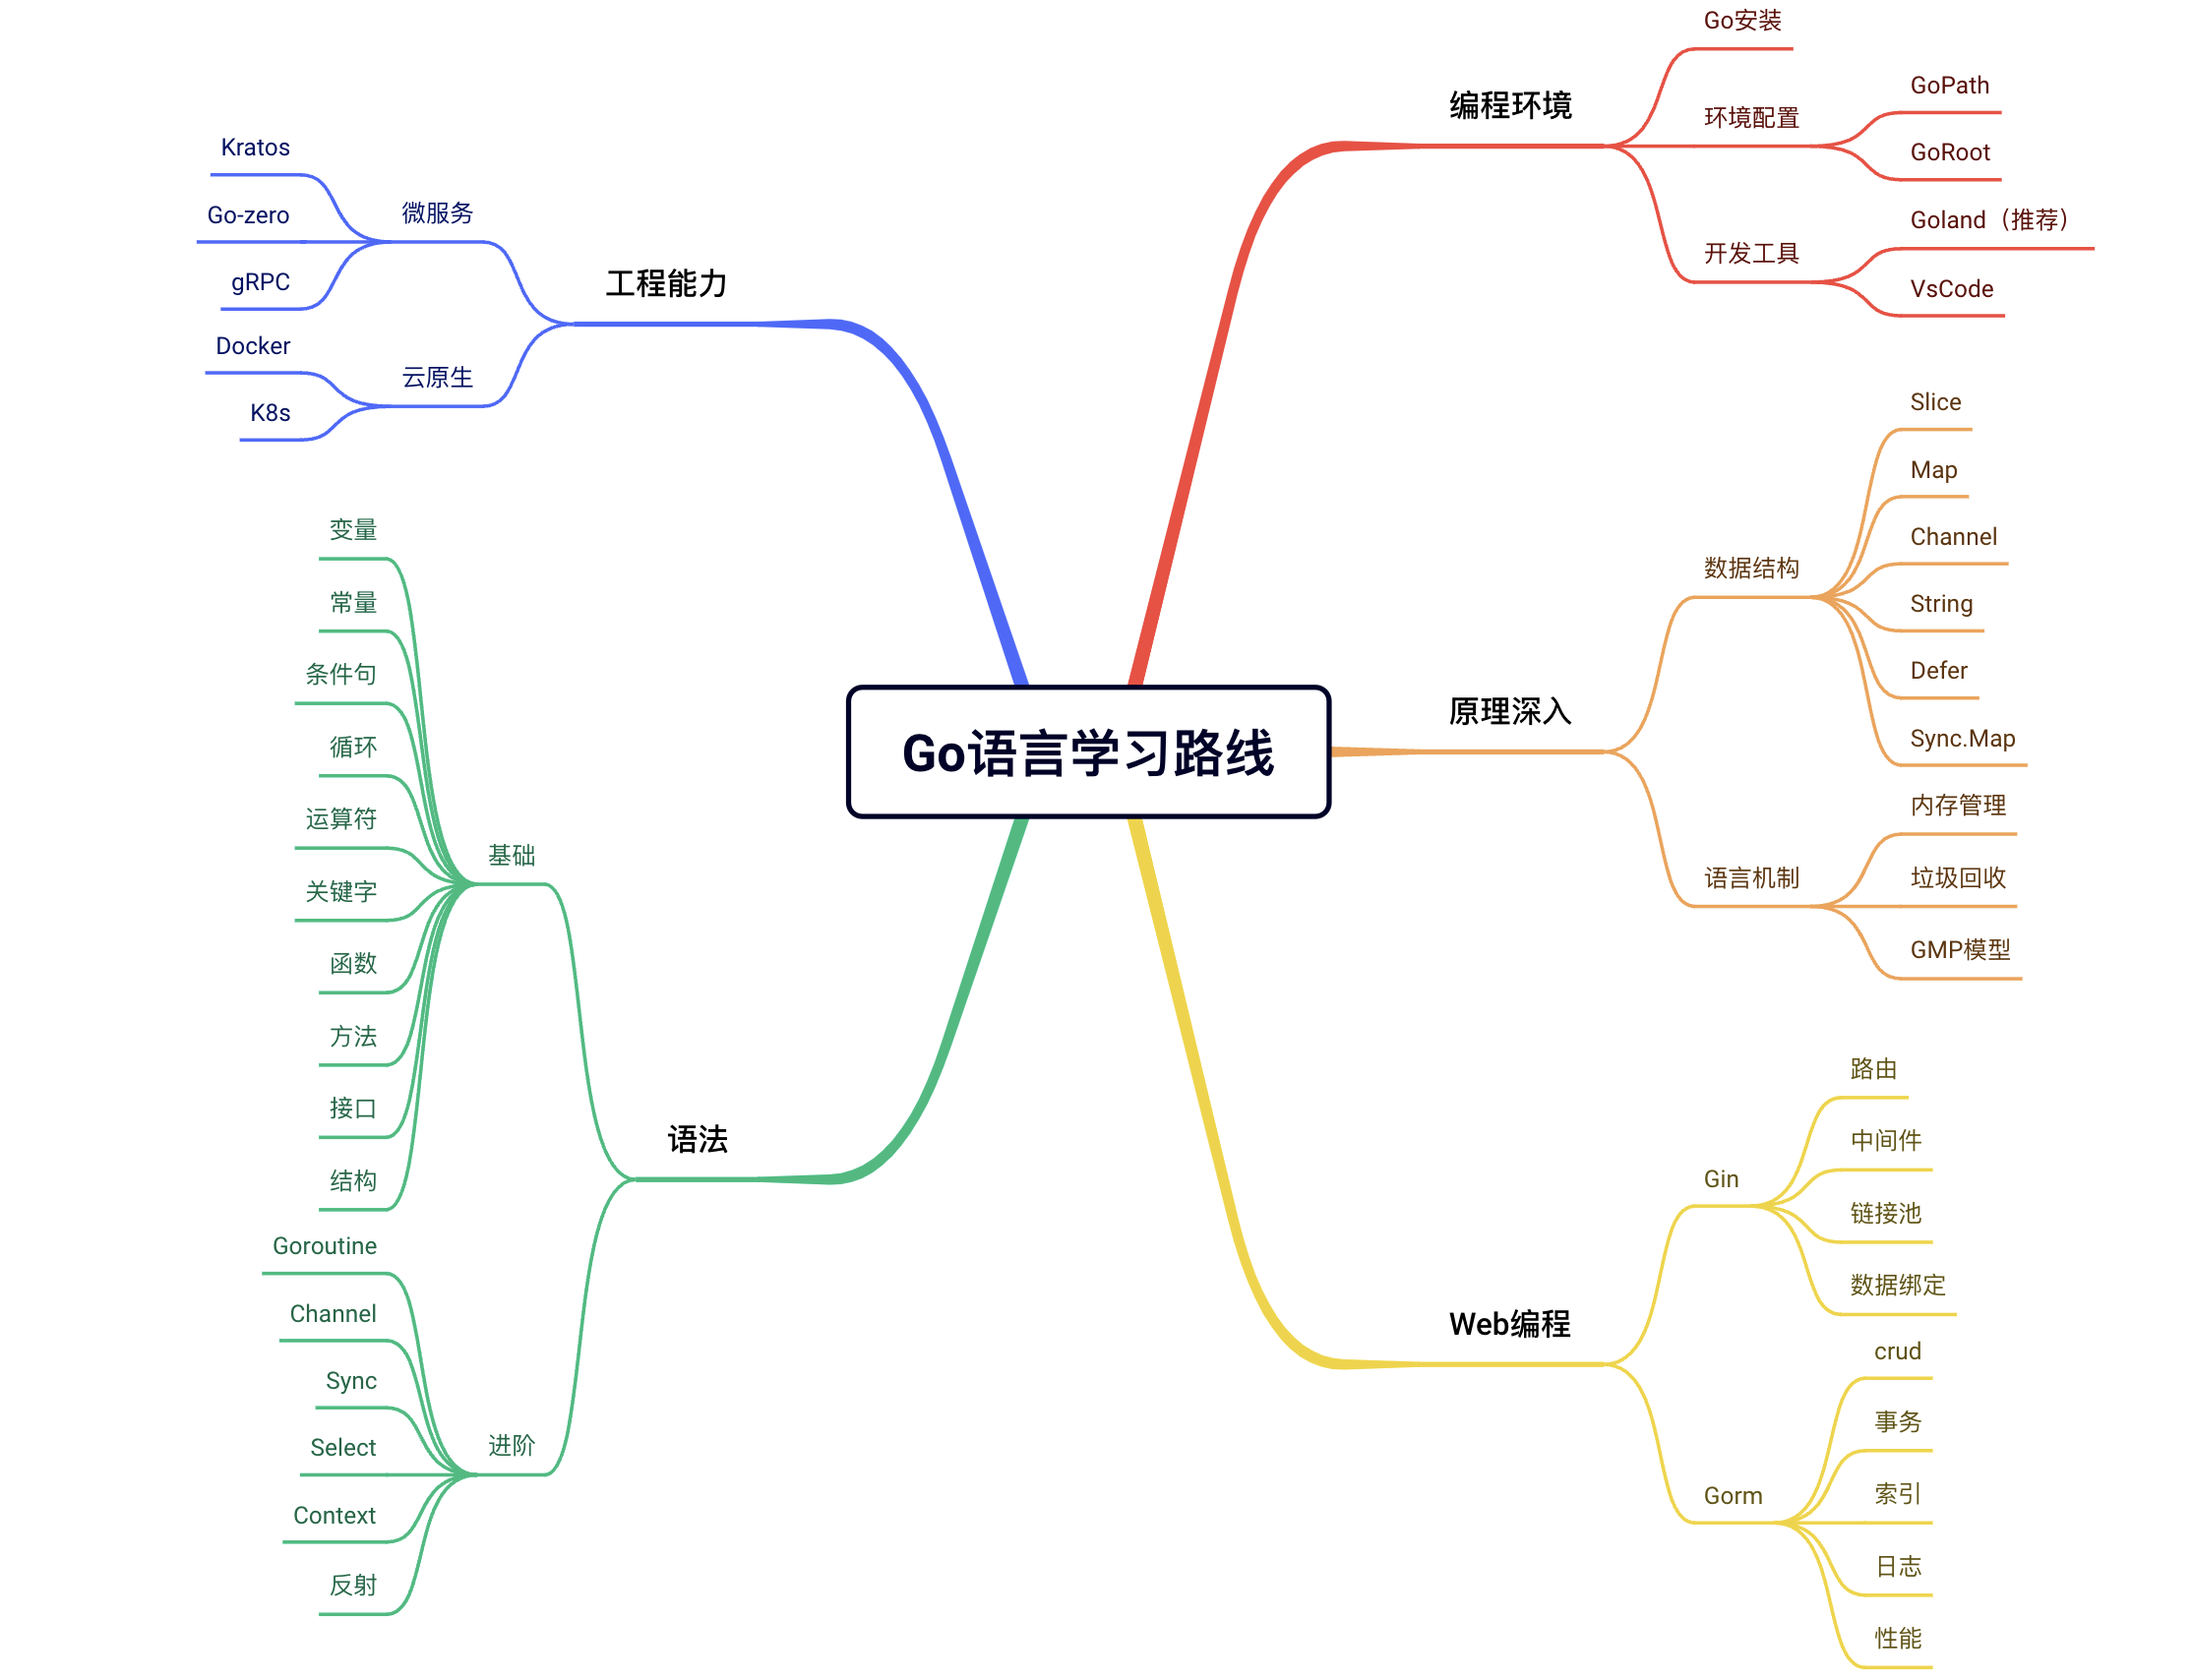 Go语言学习路线
编程环境
Go安装
环境配置
GoPath
GoRoot
开发工具
Goland（推荐）
VsCode
原理深入
数据结构
Slice
Map
Channel
String
Defer
Sync.Map
语言机制
内存管理
垃圾回收
GMP模型
Web编程
Gin
路由
中间件
链接池
数据绑定
Gorm
crud
事务
索引
日志
性能
工程能力
微服务
Kratos
Go-zero
gRPC
云原生
Docker
K8s
语法
基础
变量
常量
条件句
循环
运算符
关键字
函数
方法
接口
结构
进阶
Goroutine
Channel
Sync
Select
Context
反射